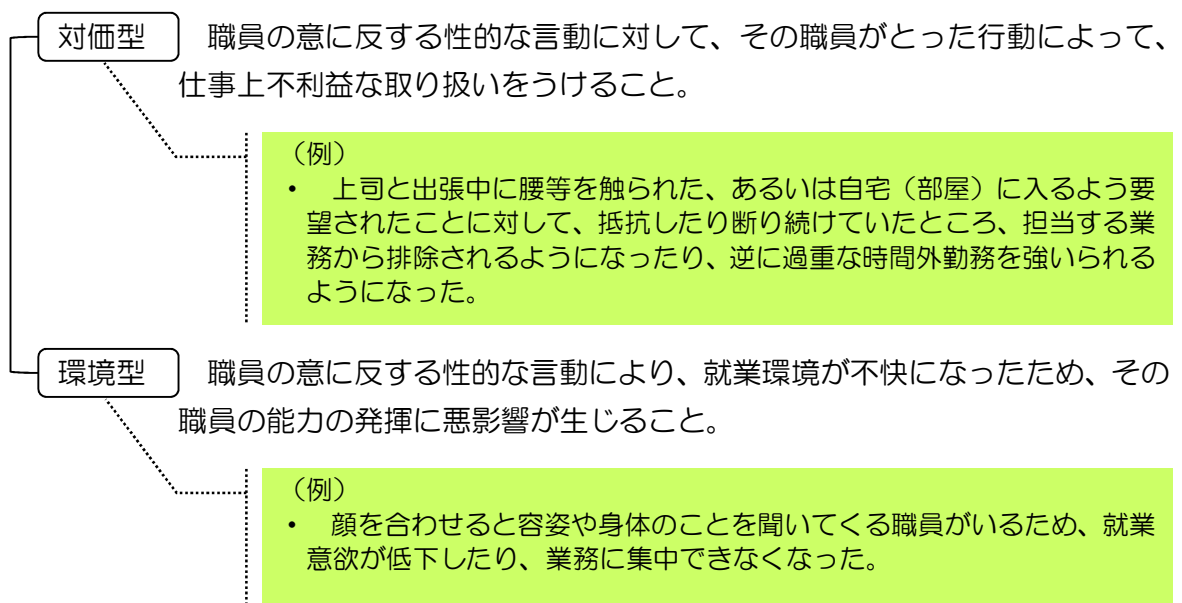 対価型　職員の意に反する性的な言動に対して、その職員がとった行動によって、
仕事上不利益な取り扱いをうけること。
（例）
・　上司と出張中に腰等を触られた、あるいは自宅（部屋）に入るよう要
望されたことに対して、抵抗したり断り続けていたところ、担当する業
務から排除されるようになったり、逆に過重な時間外勤務を強いられる
ようになった。
環境型　職員の意に反する性的な言動により、就業環境が不快になったため、その
職員の能力の発揮に悪影響が生じること。
（例）
・　顔を合わせると容姿や身体のことを聞いてくる職員がいるため、就業
意欲が低下したり、業務に集中できなくなった。